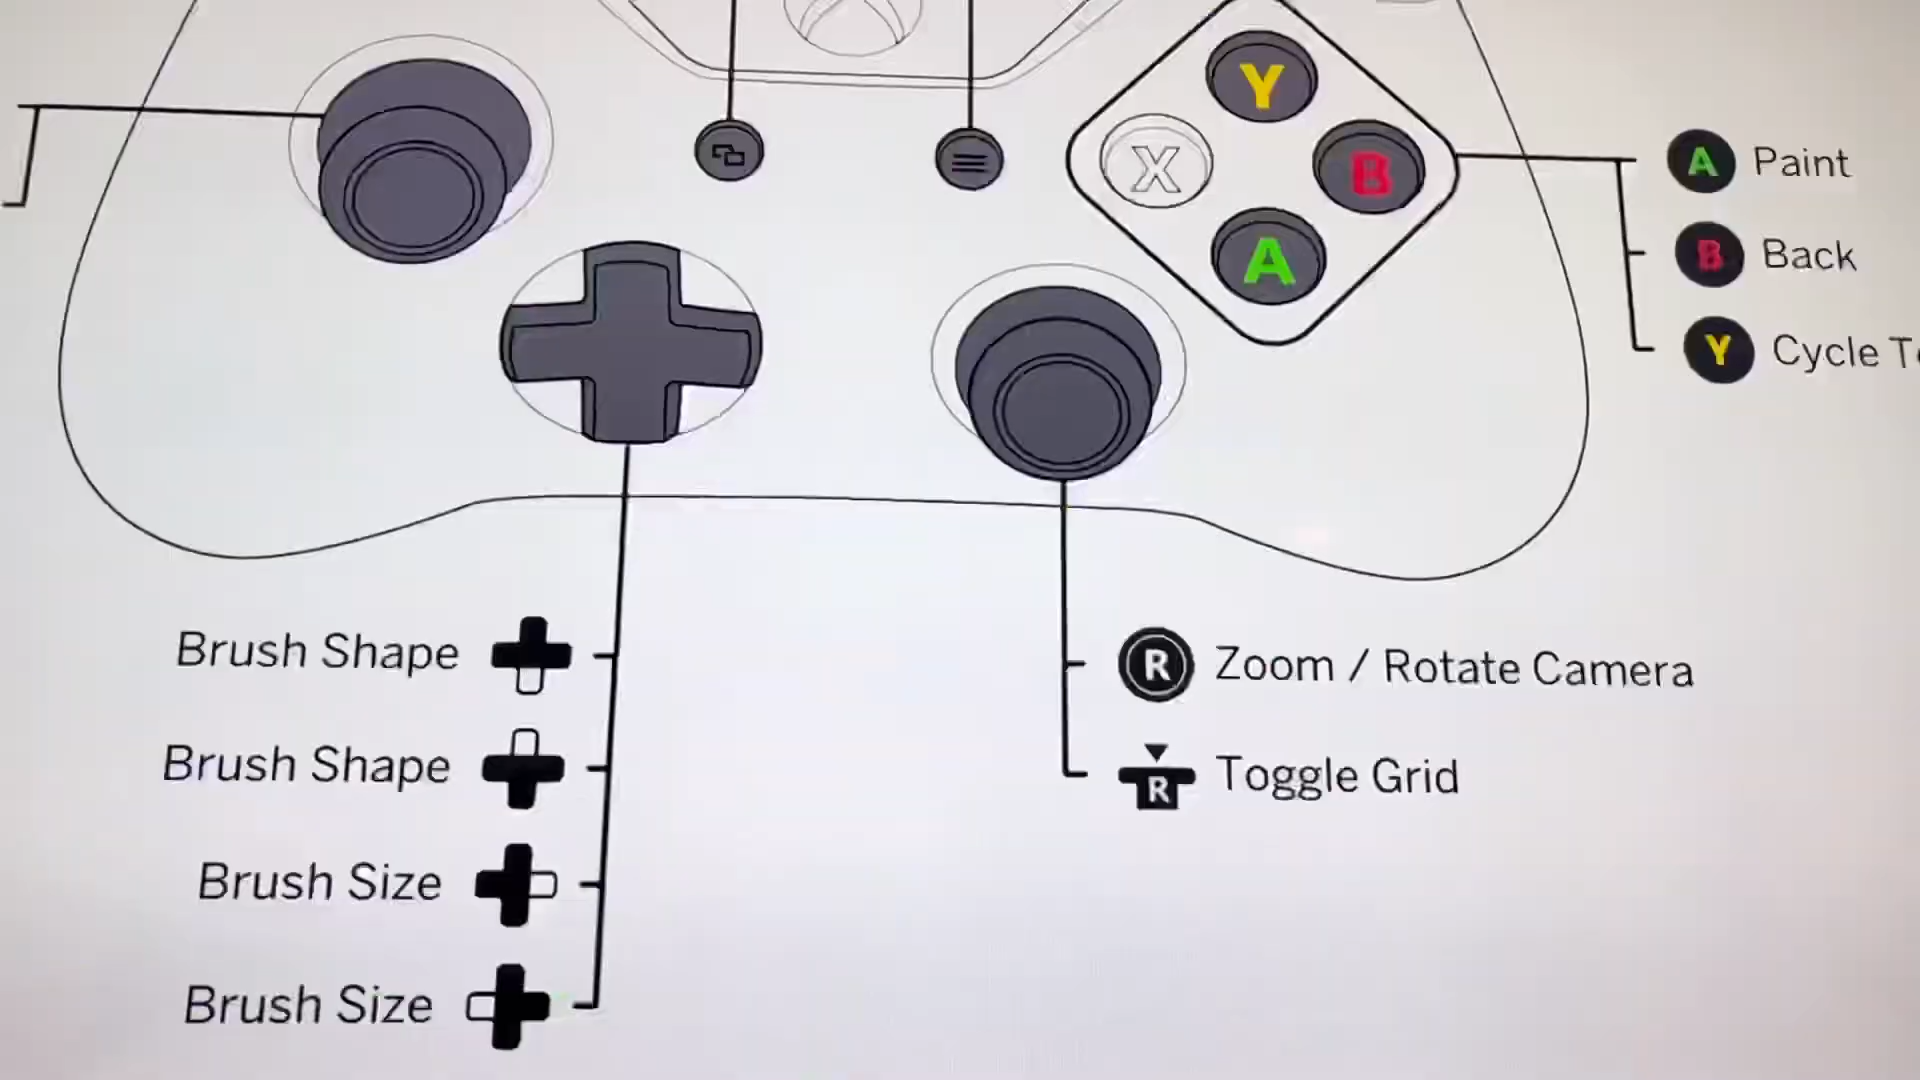 Y
X
B
A
A Paint
B Back
Y Cycle
Brush Shape
Brush Shape
Brush Size
Brush Size
R Zoom / Rotate Camera
R Toggle Grid